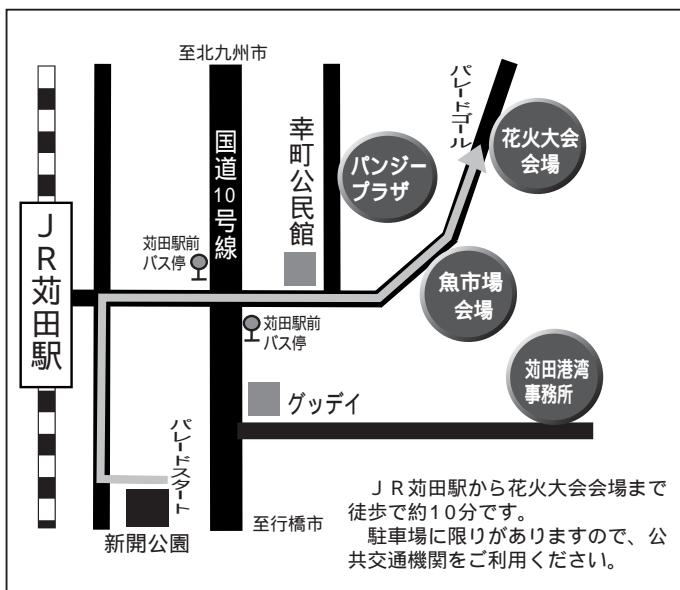 至北九州市
国道10号線
幸町公民館
パレードゴール
パンジー
プラザ
花火大会
会場
JR苅田駅
苅田駅前
バス停
魚市場
会場
苅田駅前
バス停
苅田港湾
事務所
グッデイ
パレードスタート
新開公園
至行橋市
　ＪＲ苅田駅から花火大会会場まで
徒歩で約10分です。
　駐車場に限りがありますので、公
共交通機関をご利用ください。